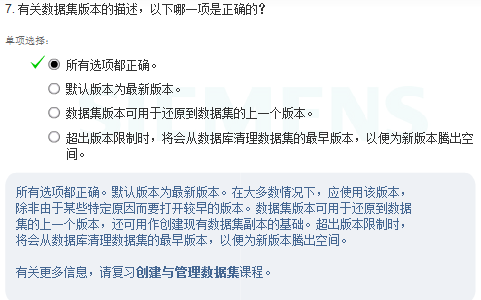 7. 有关数据集版本的描述，以下哪一项是正确的？
单项选择：
所有选项都正确。
默认版本为最新版本。
数据集版本可用于还原到数据集的上一个版本。
超出版本限制时，将会从数据库清理数据集的最早版本，以便为新版本腾出空
间。
所有选项都正确。默认版本为最新版本。在大多数情况下，应使用该版本，
除非由于某些特定原因而要打开较早的版本。数据集版本可用于还原到数据
集的上一个版本，还可用作创建现有数据集副本的基础。超出版本限制时，
将会从数据库清理数据集的最早版本，以便为新版本腾出空间。
有关更多信息，请复习创建与管理数据集课程。